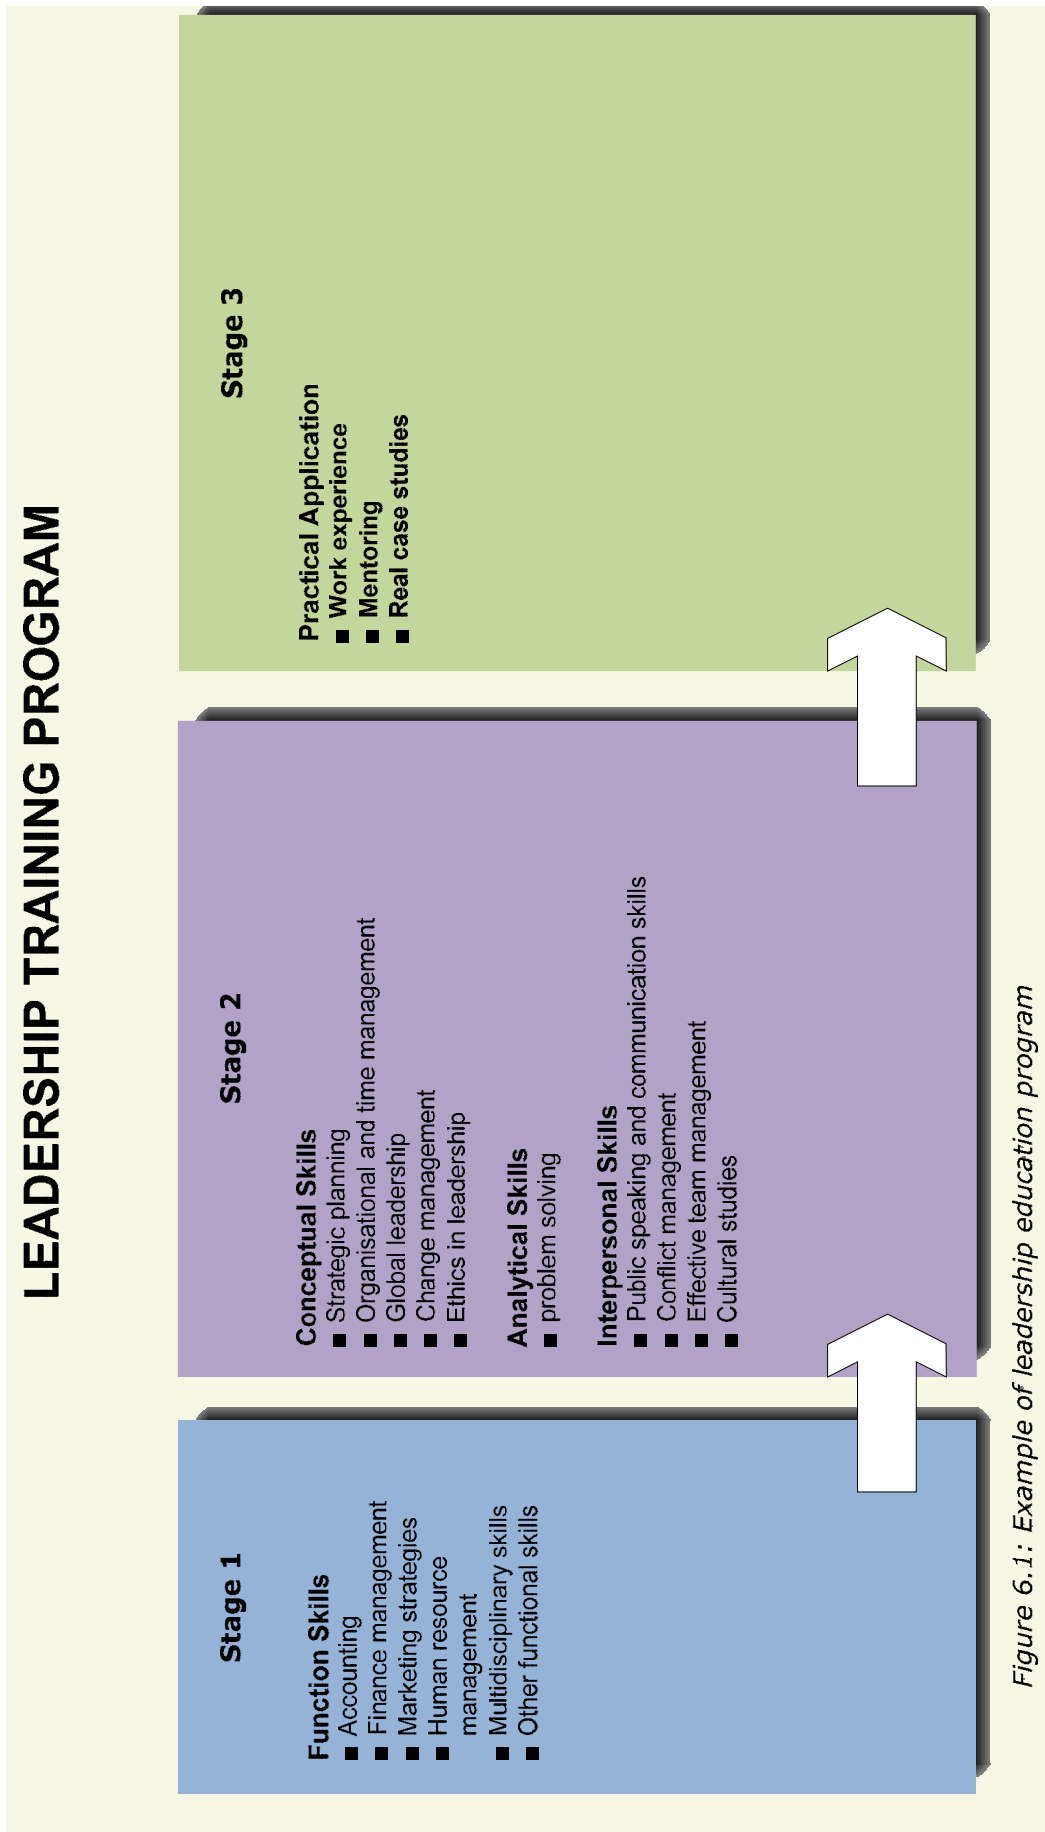 LEADERSHIP TRAINING PROGRAM
Stage 1
Function Skills
■ Accounting
■ Finance management
■ Marketing strategies
■ Human resource
management
■ Multidisciplinary skills
■ Other functional skills
Stage 2
Conceptual Skills
■ Strategic planning
■ Organisational and time management
■ Global leadership
■ Change management
■ Ethics in leadership
Analytical Skills
■ problem solving
Interpersonal Skills
■ Public speaking and communication skills
■ Conflict management
■ Effective team management
■ Cultural studies
Stage 3
Practical Application
■ Work experience
■ Mentoring
■ Real case studies
Figure 6.1: Example of leadership education program